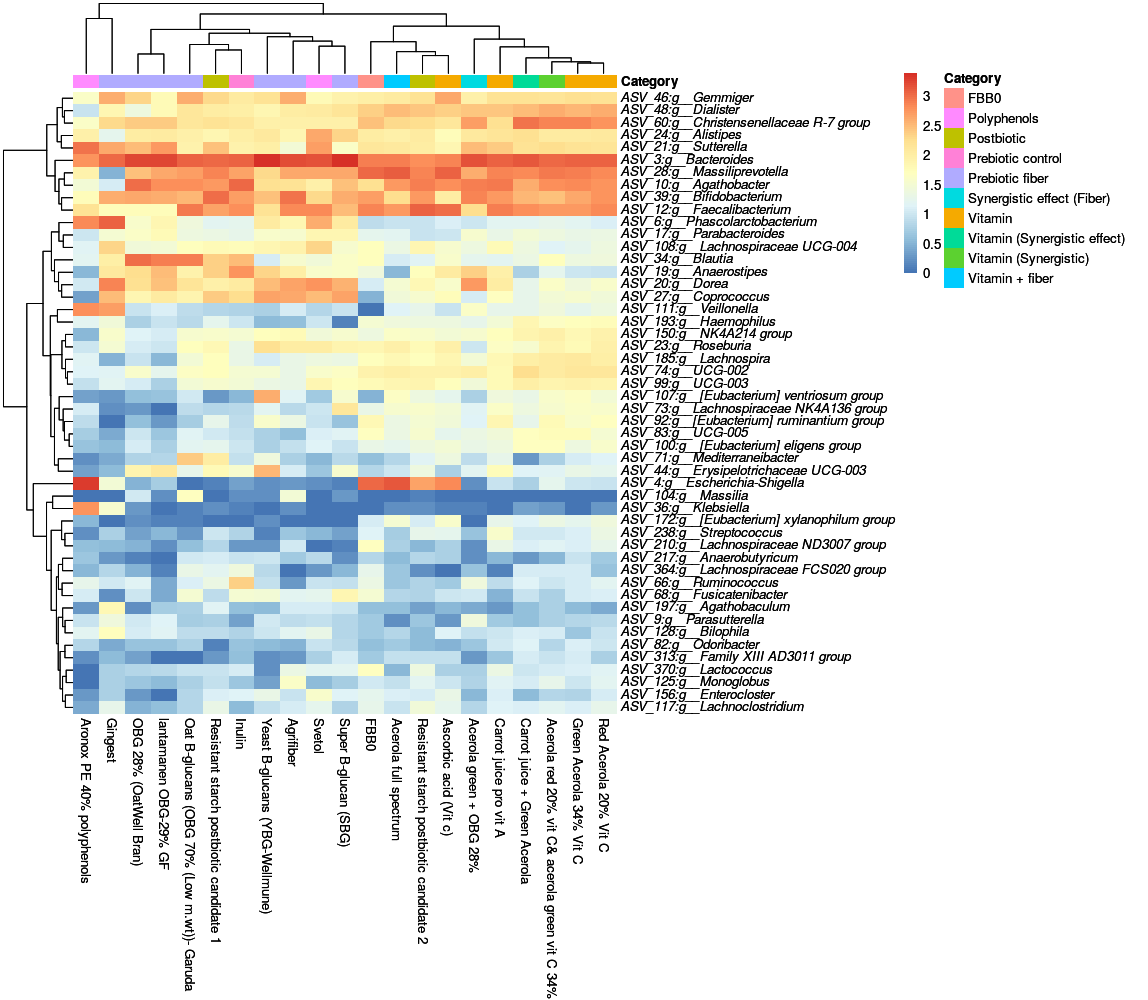 Category
ASV_46:g__Gemmiger
ASV_48:g__Dialister
ASV_60:g__Christensenellaceae R-7 group
ASV_24:g__Alistipes
ASV_21:g__Sutterella
ASV_3:g__Bacteroides
ASV_28:g__Massiliprevotella
ASV_10:g__Agathobacter
ASV_39:g__Bifidobacterium
ASV_12:g__Faecalibacterium
ASV_6:g__Phascolarctobacterium
ASV_17:g__Parabacteroides
ASV_108:g__Lachnospiraceae UCG-004
ASV_34:g__Blautia
ASV_19:g__Anaerostipes
ASV_20:g__Dorea
ASV_27:g__Coprococcus
ASV_111:g__Veillonella
ASV_193:g__Haemophilus
ASV_150:g__NK4A214 group
ASV_23:g__Roseburia
ASV_185:g__Lachnospira
ASV_74:g__UCG-002
ASV_99:g__UCG-003
ASV_107:g__[Eubacterium] ventriosum group
ASV_73:g__Lachnospiraceae NK4A136 group
ASV_92:g__[Eubacterium] ruminantium group
ASV_83:g__UCG-005
ASV_100:g__[Eubacterium] eligens group
ASV_71:g__Mediterraneibacter
ASV_44:g__Erysipelotrichaceae UCG-003
ASV_4:g__Escherichia-Shigella
ASV_104:g__Massilia
ASV_36:g__Klebsiella
ASV_172:g__[Eubacterium] xylanophilum group
ASV_238:g__Streptococcus
ASV_210:g__Lachnospiraceae ND3007 group
ASV_217:g__Anaerobutyricum
ASV_364:g__Lachnospiraceae FCS020 group
ASV_66:g__Ruminococcus
ASV_68:g__Fusicatenibacter
ASV_197:g__Agathobaculum
ASV_9:g__Parasutterella
ASV_128:g__Bilophila
ASV_82:g__Odoribacter
ASV_313:g__Family XIII AD3011 group
ASV_370:g__Lactococcus
ASV_125:g__Monoglobus
ASV_156:g__Enterocloster
ASV_117:g__Lachnoclostridium
Aronox PE 40% polyphenols
Gingest
OBG 28% (OatWell Bran)
Iantamanen OBG-29% GF
Oat B-glucans (OBG 70% (Low m.wt))- Garuda
Resistant starch postbiotic candidate 1
Inulin
Yeast B-glucans (YBG-Wellmune)
Agrifiber
Svetol
Super B-glucan (SBG)
FBB0
Acerola full spectrum
Resistant starch postbiotic candidate 2
Ascorbic acid (Vit c)
Acerola green + OBG 28%
Carrot juice pro vit A
Carrot juice + Green Acerola
Acerola red 20% vit C& acerola green vit C 34%
Green Acerola 34% Vit C
Red Acerola 20% Vit C
3
2.5
2
1.5
1
0.5
0
Category
FBB0
Polyphenols
Postbiotic
Prebiotic control
Prebiotic fiber
Synergistic effect (Fiber)
Vitamin
Vitamin (Synergistic effect)
Vitamin (Synergistic)
Vitamin + fiber